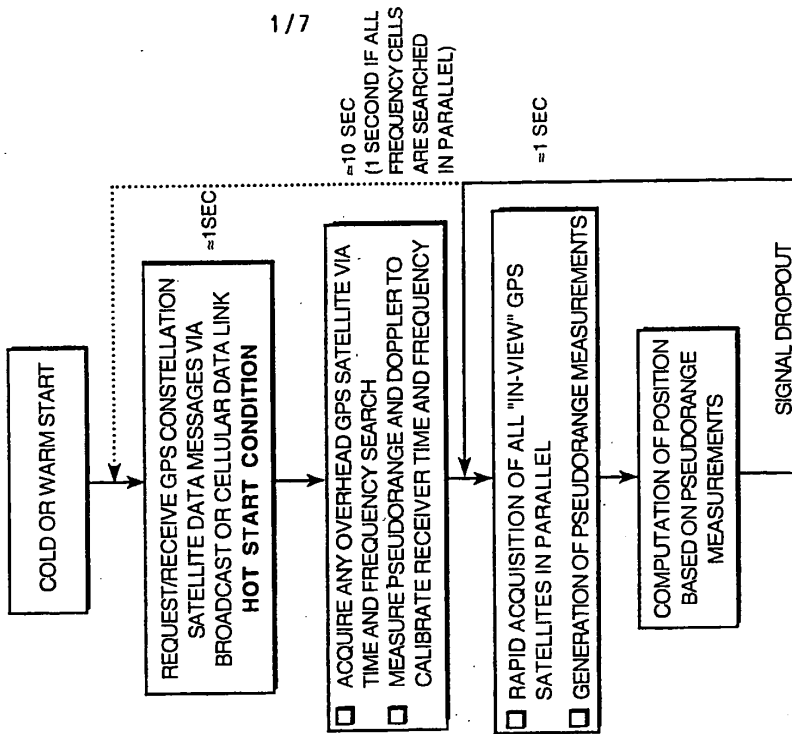 1/7
COLD OR WARM START
REQUEST/RECEIVE GPS CONSTELLATION
SATELLITE DATA MESSAGES VIA
BROADCAST OR CELLULAR DATA LINK
HOT START CONDITION
≈1SEC
ACQUIRE ANY OVERHEAD GPS SATELLITE VIA
TIME AND FREQUENCY SEARCH
MEASURE PSEUDORANGE AND DOPPLER TO
CALIBRATE RECEIVER TIME AND FREQUENCY
≈10 SEC
(1 SECOND IF ALL
FREQUENCY CELLS
ARE SEARCHED
IN PARALLEL)
RAPID ACQUISITION OF ALL "IN-VIEW" GPS
SATELLITES IN PARALLEL
GENERATION OF PSEUDORANGE MEASUREMENTS
≈1 SEC
COMPUTATION OF POSITION
BASED ON PSEUDORANGE
MEASUREMENTS
SIGNAL DROPOUT